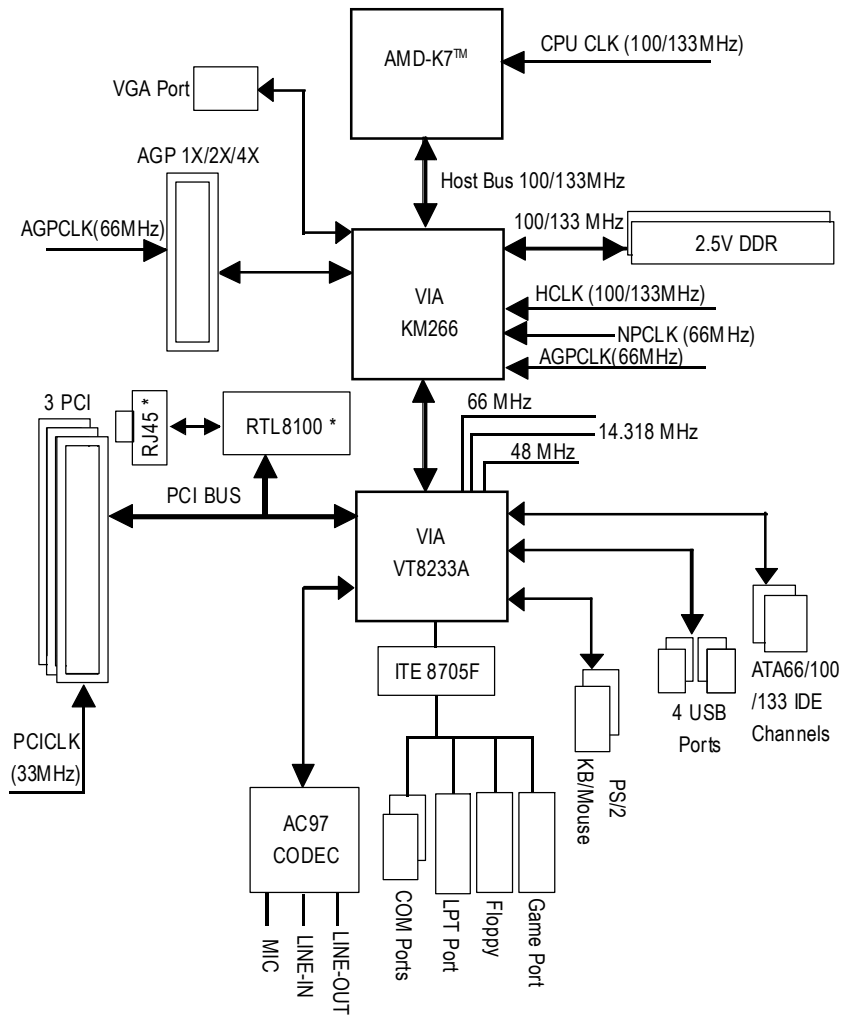 AMD-K7™
CPU CLK (100/133MHz)
VGA Port
AGP 1X/2X/4X
Host Bus 100/133MHz
AGPCLK(66MHz)
100/133 MHz
2.5V DDR
VIA
KM266
HCLK (100/133MHz)
NPCLK (66MHz)
AGPCLK(66MHz)
3 PCI
RJ45 *
RTL8100 *
66 MHz
14.318 MHz
48 MHz
PCI BUS
VIA
VT8233A
ITE 8705F
ATA66/100
/133 IDE
Channels
4 USB
Ports
PCICLK
(33MHz)
PS/2
KB/Mouse
AC97
CODEC
COM Ports
LPT Port
Floppy
Game Port
MIC
LINE-IN
LINE-OUT